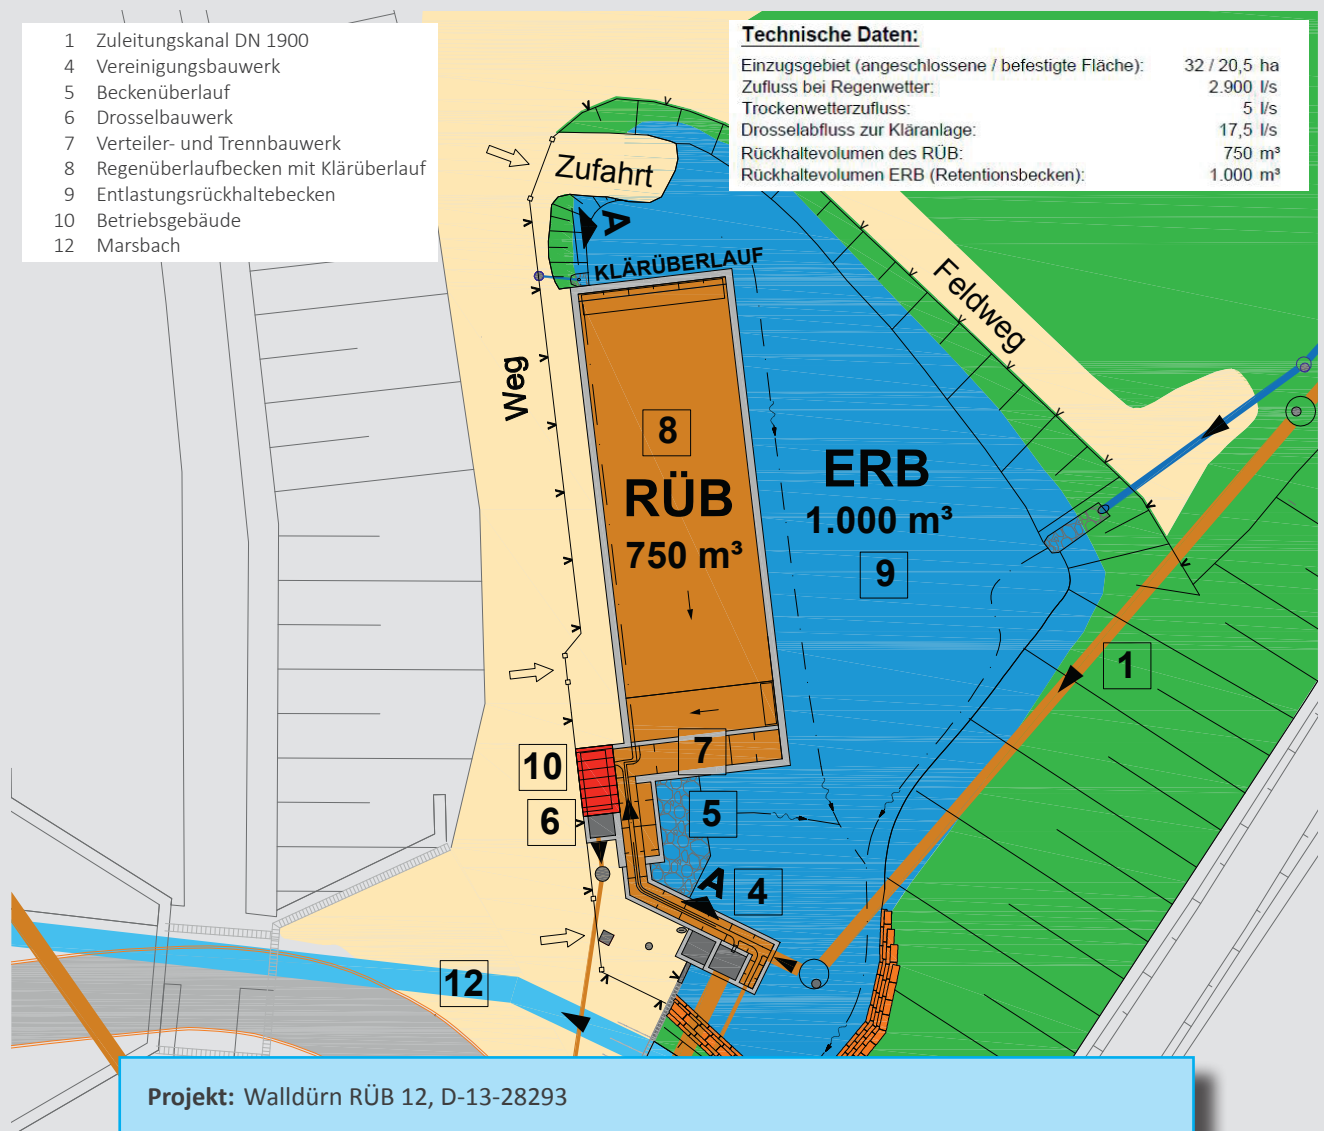 1 Zuleitungskanal DN 1900
4 Vereinigungsbauwerk
5 Beckenüberlauf
6 Drosselbauwerk
7 Verteiler- und Trennbauwerk
8 Regenüberlaufbecken mit Klärüberlauf
9 Entlastungsrückhaltebecken
10 Betriebsgebäude
12 Marsbach
Technische Daten:
Einzugsgebiet (angeschlossene / befestigte Fläche): 32 / 20,5 ha
Zufluss bei Regenwetter: 2.900 l/s
Trockenwetterzufluss: 5 l/s
Drosselabfluss zur Kläranlage: 17,5 l/s
Rückhaltevolumen des RÜB: 750 m³
Rückhaltevolumen ERB (Retentionsbecken): 1.000 m³
Zufahrt
A
KLÄRÜBERLAUF
Feldweg
Weg
8
RÜB
750 m³
ERB
1.000 m³
9
1
7
10
6
5
A
4
12
Projekt: Walldürn RÜB 12, D-13-28293